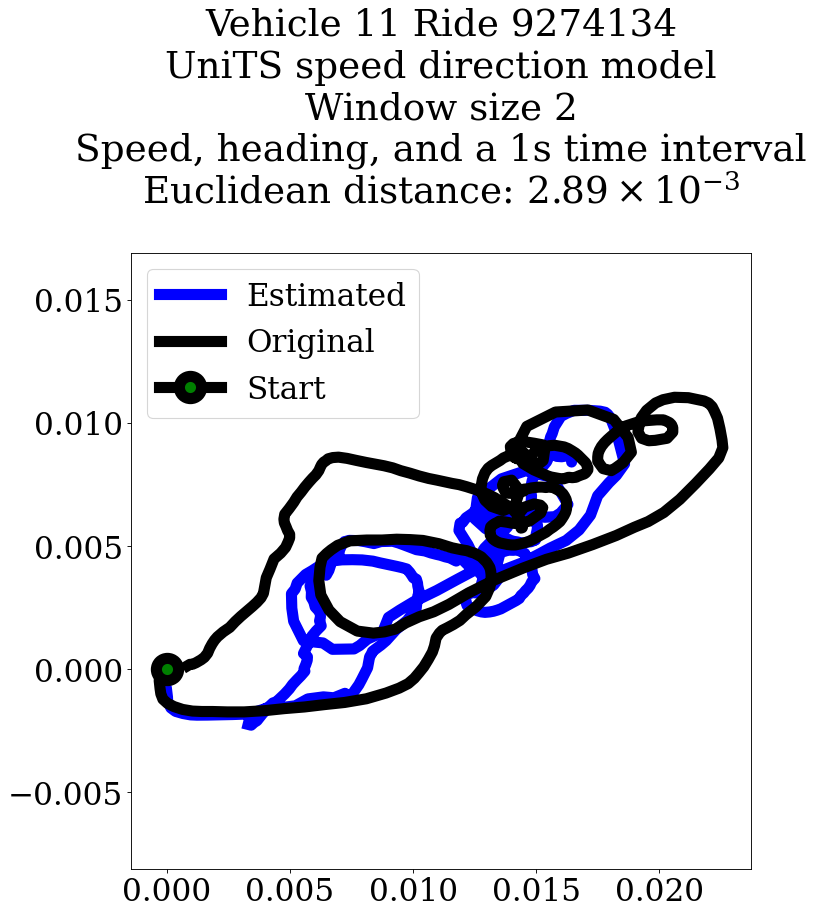 Vehicle 11 Ride 9274134
UniTS speed direction model
Window size 2
Speed, heading, and a 1s time interval
Euclidean distance: 2.89 × 10⁻³
Estimated
Original
Start
0.015
0.010
0.005
0.000
−0.005
0.000 0.005 0.010 0.015 0.020